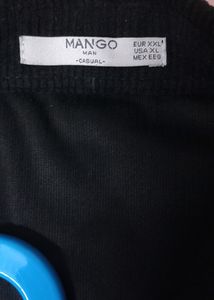 MANGO
MAN
-CASUAL-
EUR XXL
USA XL
MEX EEG